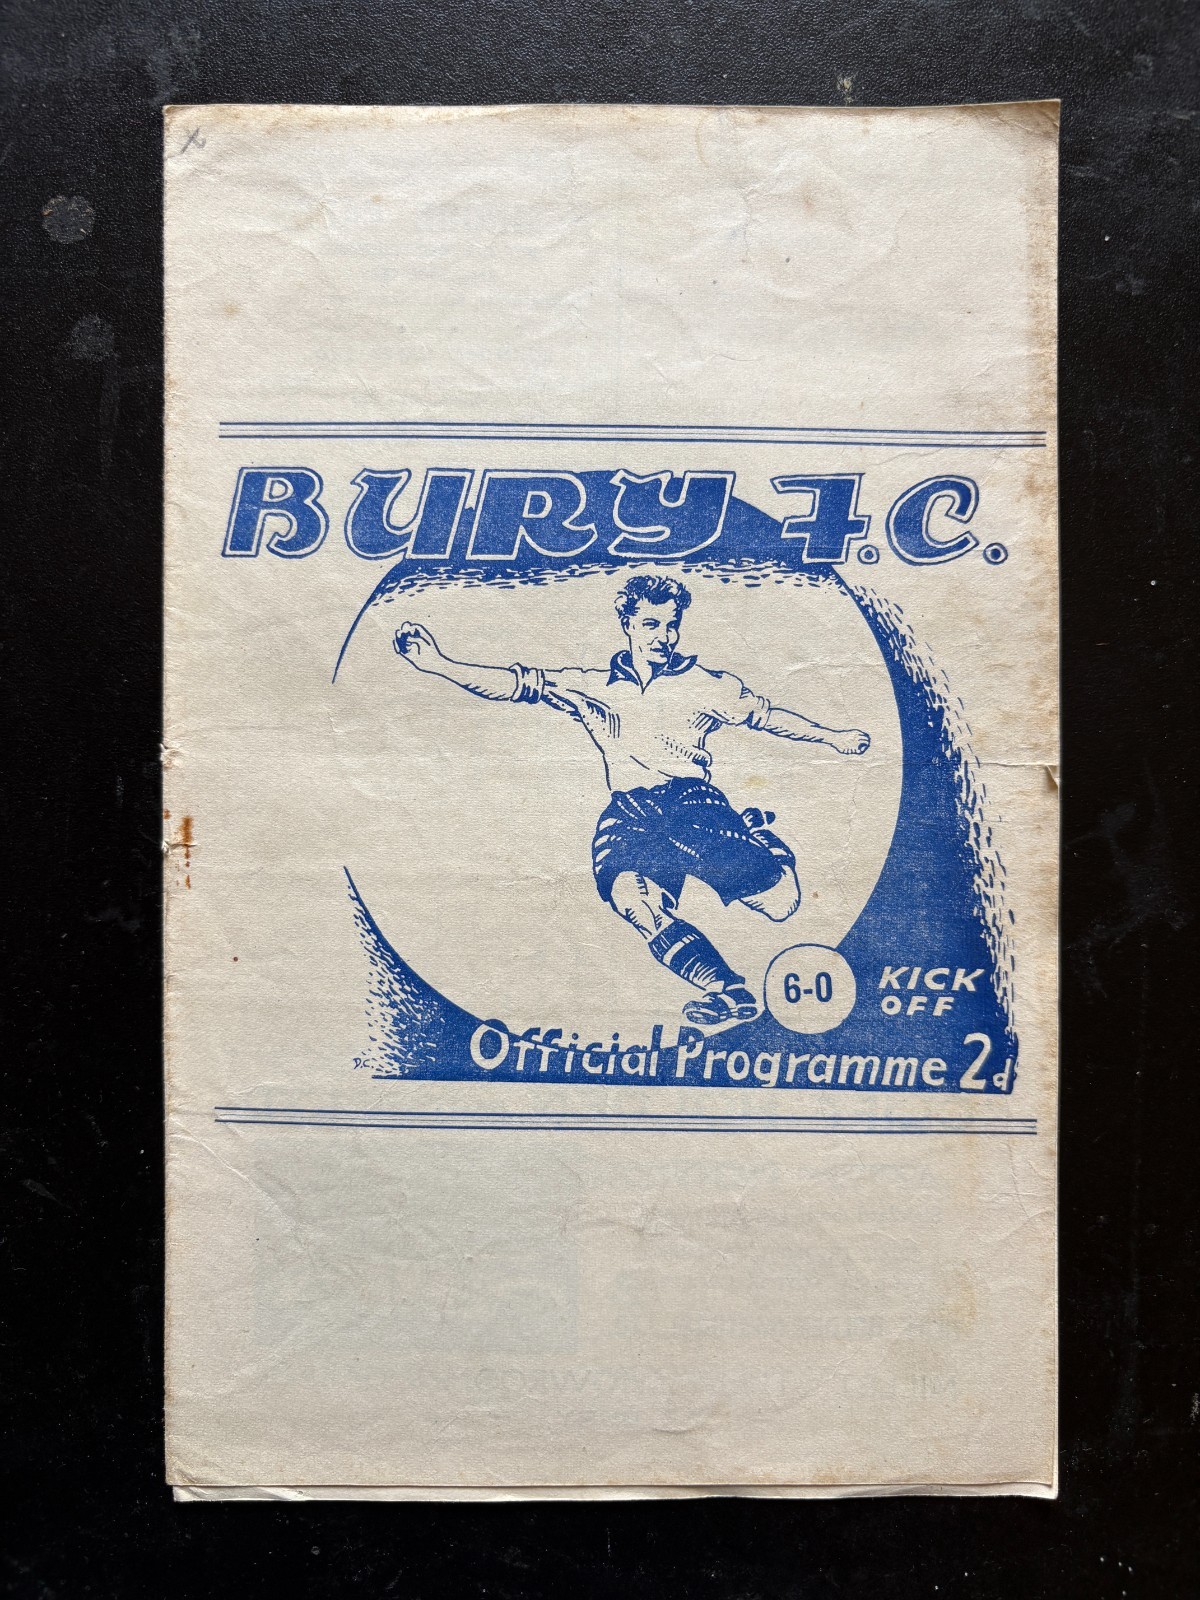 BURY F.C.
6-0
KICK
OFF
Official Programme 2d
D.C.